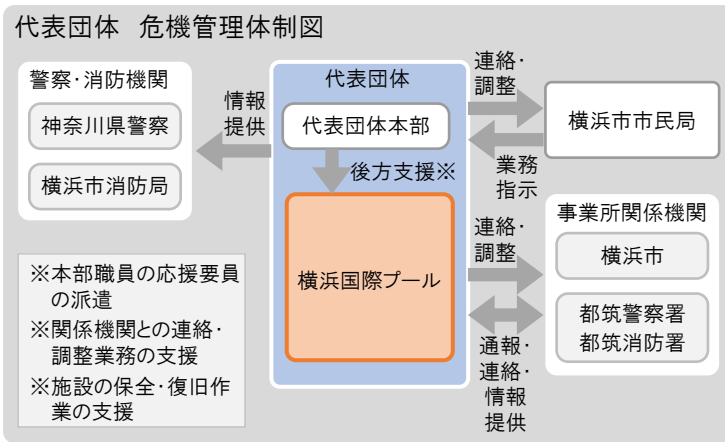 代表団体 危機管理体制図
警察・消防機関
神奈川県警察
横浜市消防局
情報
提供
代表団体
代表団体本部
後方支援※
横浜国際プール
連絡・
調整
業務
指示
横浜市市民局
連絡・
調整
通報・
連絡・
情報
提供
事業所関係機関
横浜市
都筑警察署
都筑消防署
※本部職員の応援要員
の派遣
※関係機関との連絡・
調整業務の支援
※施設の保全・復旧作
業の支援